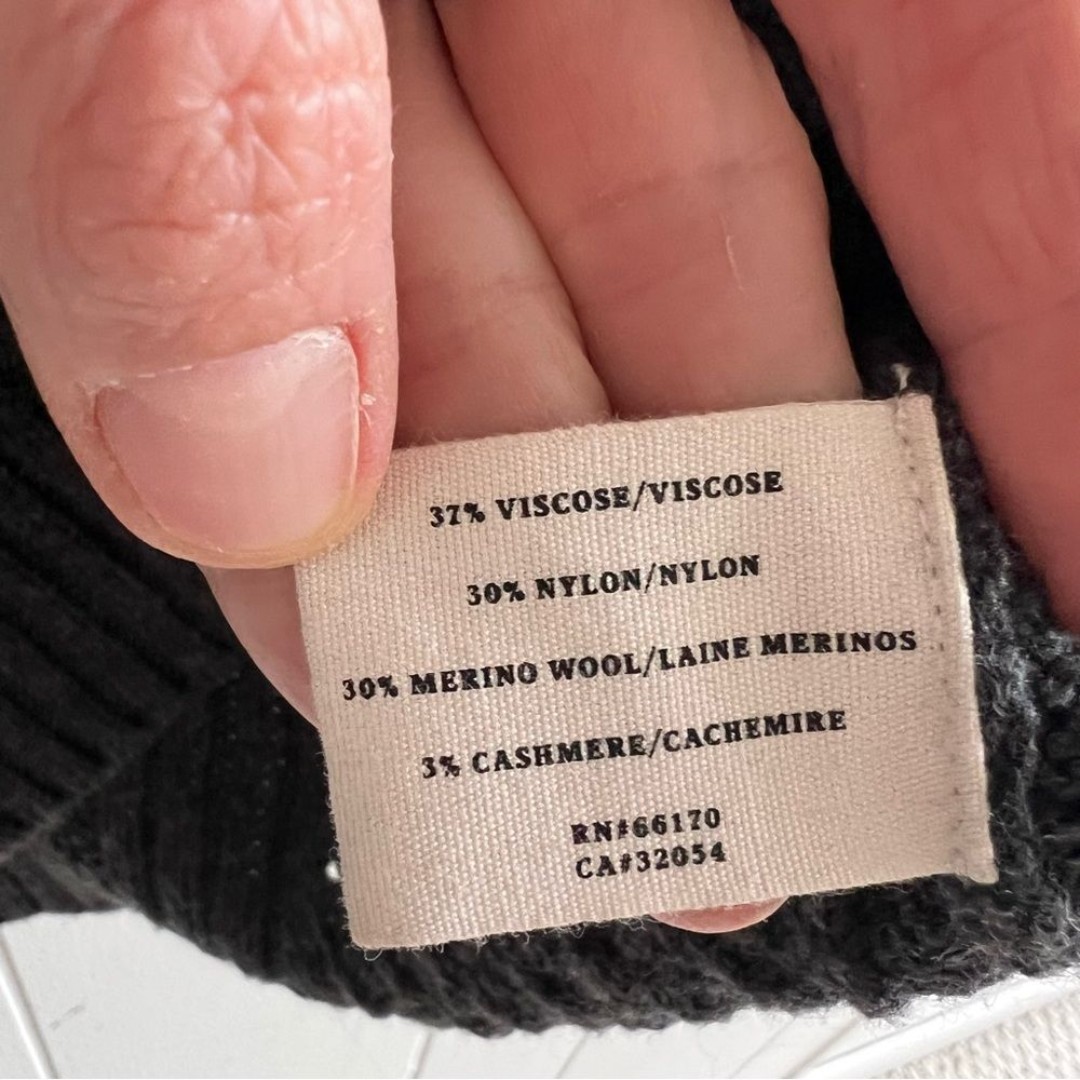 37% VISCOSE/VISCOSE
30% NYLON/NYLON
30% MERINO WOOL/LAINE MERINOS
3% CASHMERE/CACHEMIRE
RN#66170
CA#32054